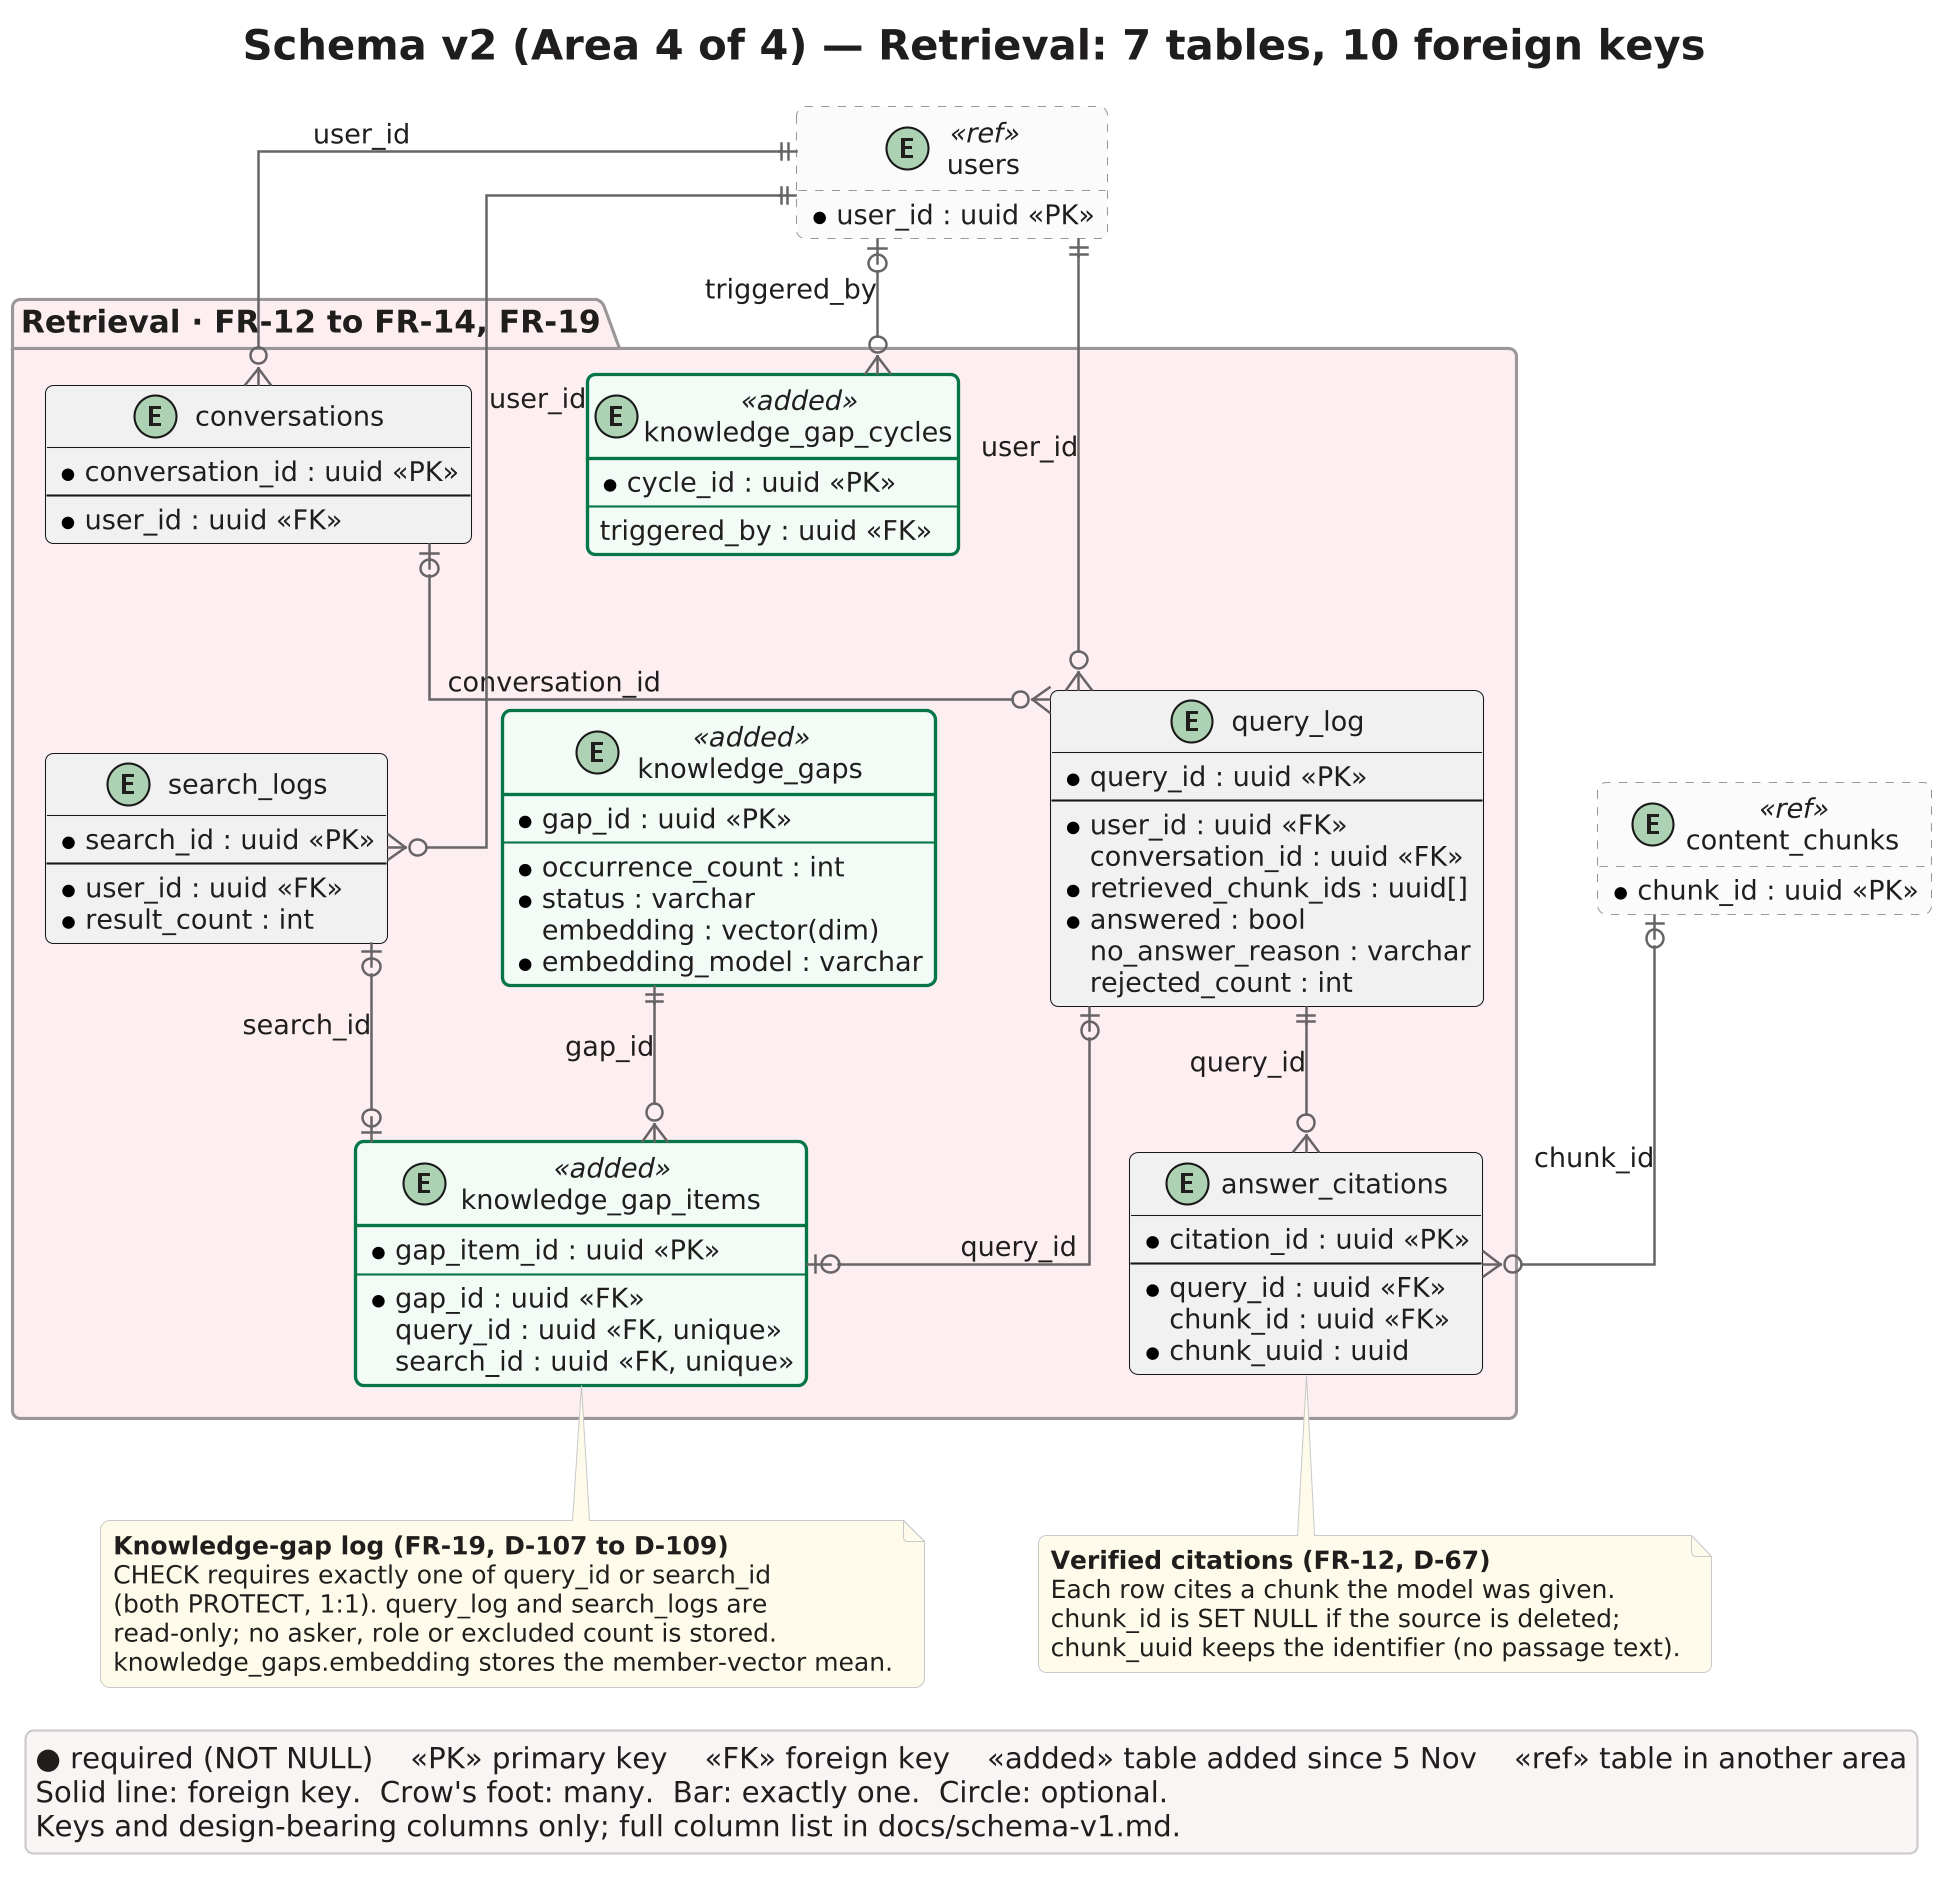 Schema v2 (Area 4 of 4) — Retrieval: 7 tables, 10 foreign keys
«ref»
E users
user_id : uuid «PK»
user_id
user_id
triggered_by
user_id
Retrieval · FR-12 to FR-14, FR-19
E conversations
conversation_id : uuid «PK»
user_id : uuid «FK»
«added»
E knowledge_gap_cycles
cycle_id : uuid «PK»
triggered_by : uuid «FK»
conversation_id
E search_logs
search_id : uuid «PK»
user_id : uuid «FK»
result_count : int
«added»
E knowledge_gaps
gap_id : uuid «PK»
occurrence_count : int
status : varchar
embedding : vector(dim)
embedding_model : varchar
E query_log
query_id : uuid «PK»
user_id : uuid «FK»
conversation_id : uuid «FK»
retrieved_chunk_ids : uuid[]
answered : bool
no_answer_reason : varchar
rejected_count : int
«ref»
E content_chunks
chunk_id : uuid «PK»
search_id
gap_id
query_id
query_id
chunk_id
«added»
E knowledge_gap_items
gap_item_id : uuid «PK»
gap_id : uuid «FK»
query_id : uuid «FK, unique»
search_id : uuid «FK, unique»
E answer_citations
citation_id : uuid «PK»
query_id : uuid «FK»
chunk_id : uuid «FK»
chunk_uuid : uuid
Knowledge-gap log (FR-19, D-107 to D-109)
CHECK requires exactly one of query_id or search_id
(both PROTECT, 1:1). query_log and search_logs are
read-only; no asker, role or excluded count is stored.
knowledge_gaps.embedding stores the member-vector mean.
Verified citations (FR-12, D-67)
Each row cites a chunk the model was given.
chunk_id is SET NULL if the source is deleted;
chunk_uuid keeps the identifier (no passage text).
● required (NOT NULL) «PK» primary key «FK» foreign key «added» table added since 5 Nov «ref» table in another area
Solid line: foreign key. Crow's foot: many. Bar: exactly one. Circle: optional.
Keys and design-bearing columns only; full column list in docs/schema-v1.md.